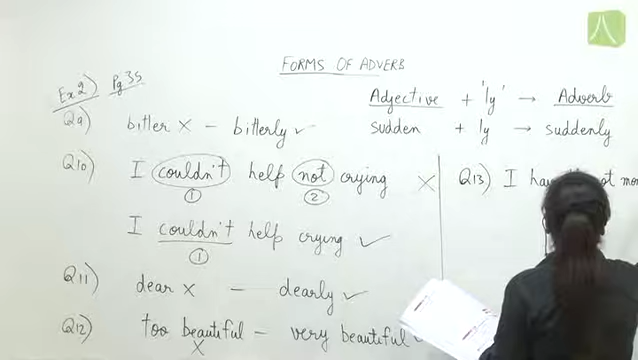 FORMS OF ADVERB
Ex 2) Pg 35
Adjective + 'ly' → Adverb
sudden + ly → suddenly
Q9) bitter × – bitterly ✓
Q10) I couldn't help not crying ×
① ②
I couldn't help crying ✓
①
Q11) dear × – dearly ✓
Q12) too beautiful – very beautiful ✓
×
Q13) I